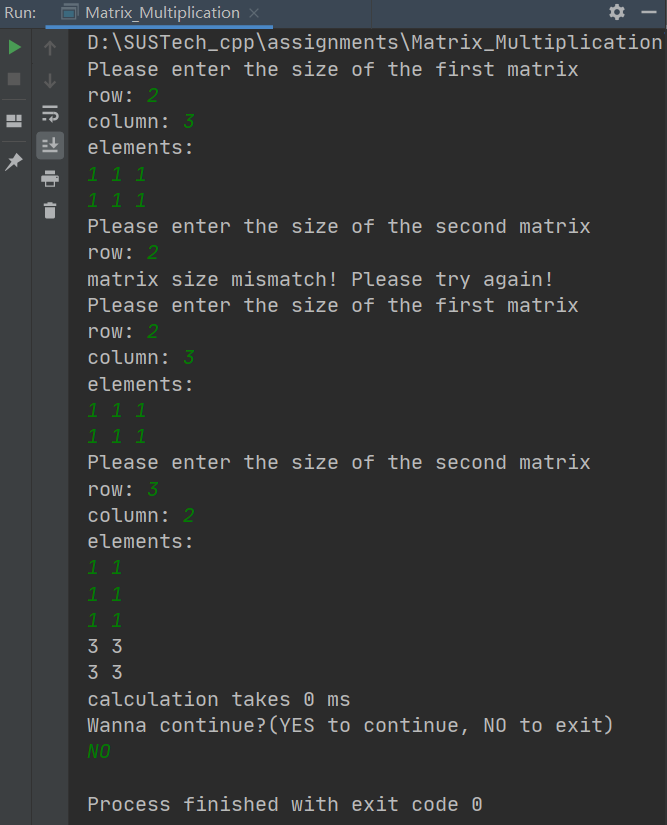 Run: Matrix_Multiplication
D:\SUSTech_cpp\assignments\Matrix_Multiplication
Please enter the size of the first matrix
row: 2
column: 3
elements:
1 1 1
1 1 1
Please enter the size of the second matrix
row: 2
matrix size mismatch! Please try again!
Please enter the size of the first matrix
row: 2
column: 3
elements:
1 1 1
1 1 1
Please enter the size of the second matrix
row: 3
column: 2
elements:
1 1
1 1
1 1
3 3
3 3
calculation takes 0 ms
Wanna continue?(YES to continue, NO to exit)
NO
Process finished with exit code 0